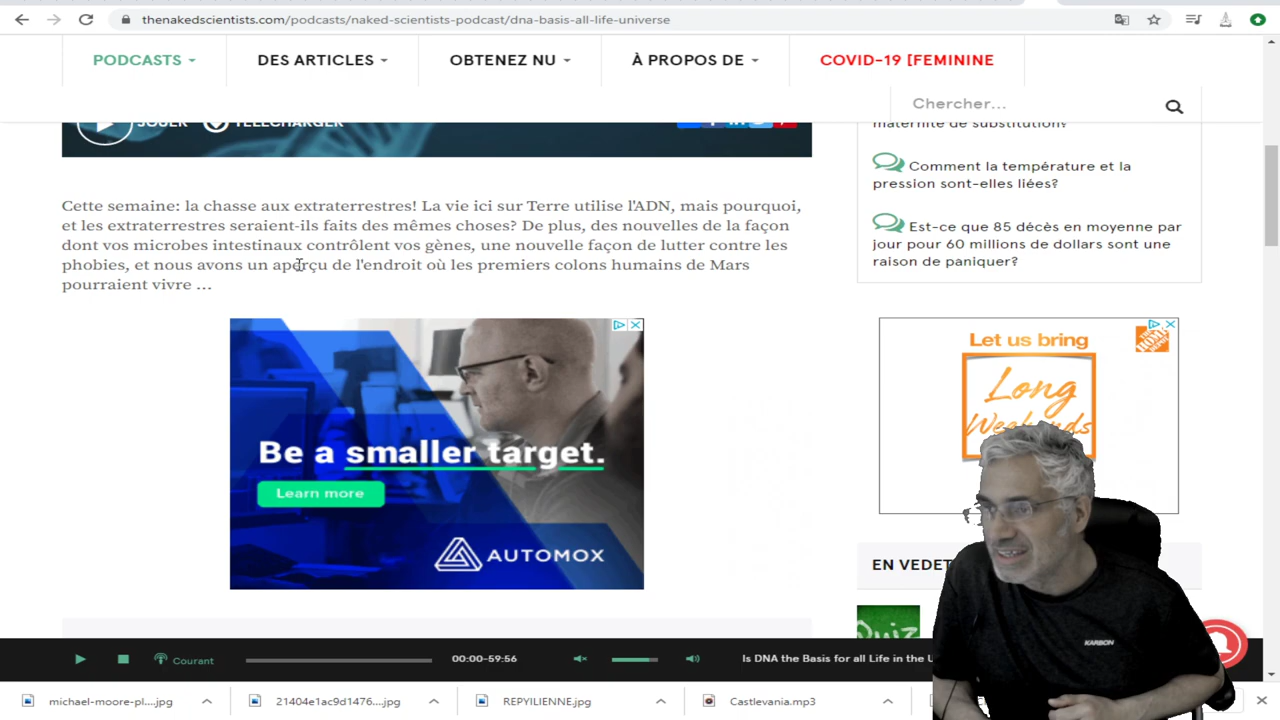 thenakedscientists.com/podcasts/naked-scientists-podcast/dna-basis-all-life-universe
PODCASTS
DES ARTICLES
OBTENEZ NU
À PROPOS DE
COVID-19 [FEMININE
Chercher...
JOUER
TÉLÉCHARGER
maternité de substitution?
Comment la température et la
pression sont-elles liées?
Est-ce que 85 décès en moyenne par
jour pour 60 millions de dollars sont une
raison de paniquer?
Cette semaine: la chasse aux extraterrestres! La vie ici sur Terre utilise l'ADN, mais pourquoi,
et les extraterrestres seraient-ils faits des mêmes choses? De plus, des nouvelles de la façon
dont vos microbes intestinaux contrôlent vos gènes, une nouvelle façon de lutter contre les
phobies, et nous avons un aperçu de l'endroit où les premiers colons humains de Mars
pourraient vivre ...
Be a smaller target.
Learn more
AUTOMOX
Let us bring
Long
Weekends
EN VEDET
Quiz
KARBON
Courant
00:00-59:56
Is DNA the Basis for all Life in the U
michael-moore-pl....jpg
21404e1ac9d1476....jpg
REPYILIENNE.jpg
Castlevania.mp3